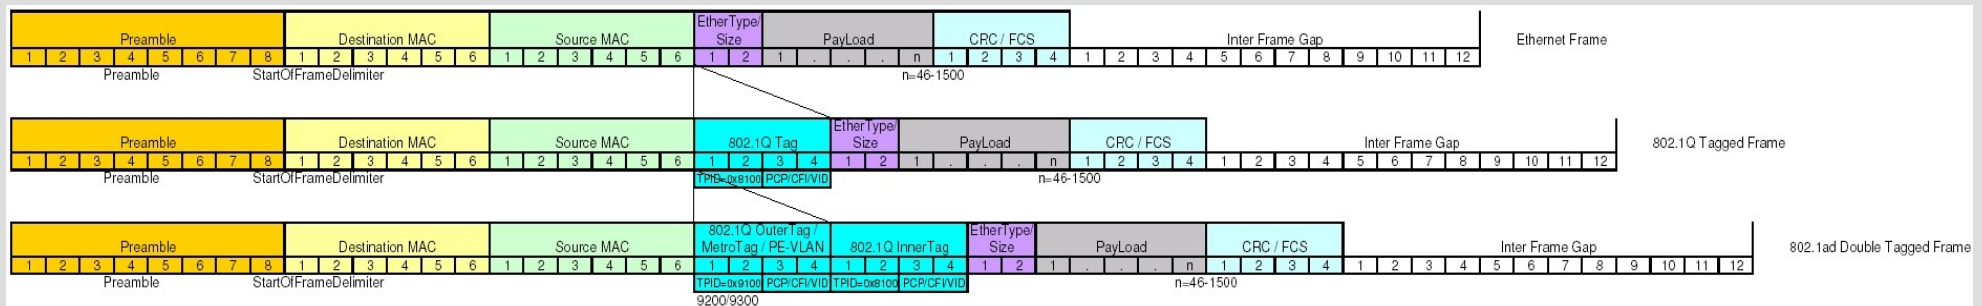 Preamble Destination MAC Source MAC EtherType/ Size PayLoad CRC / FCS Inter Frame Gap Ethernet Frame
1 2 3 4 5 6 7 8 1 2 3 4 5 6 1 2 3 4 5 6 1 2 1 . . . n 1 2 3 4 1 2 3 4 5 6 7 8 9 10 11 12
Preamble StartOfFrameDelimiter n=46-1500
Preamble Destination MAC Source MAC 802.1Q Tag EtherType/ Size PayLoad CRC / FCS Inter Frame Gap 802.1Q Tagged Frame
1 2 3 4 5 6 7 8 1 2 3 4 5 6 1 2 3 4 5 6 1 2 3 4 1 2 1 . . . n 1 2 3 4 1 2 3 4 5 6 7 8 9 10 11 12
Preamble StartOfFrameDelimiter TPID=0x8100 PCP/CFI/VID n=46-1500
Preamble Destination MAC Source MAC 802.1Q OuterTag / MetroTag / PE-VLAN 802.1Q InnerTag EtherType/ Size PayLoad CRC / FCS Inter Frame Gap 802.1ad Double Tagged Frame
1 2 3 4 5 6 7 8 1 2 3 4 5 6 1 2 3 4 5 6 1 2 3 4 1 2 3 4 1 2 1 . . . n 1 2 3 4 1 2 3 4 5 6 7 8 9 10 11 12
Preamble StartOfFrameDelimiter TPID=0x9100 PCP/CFI/VID TPID=0x8100 PCP/CFI/VID n=46-1500
9200/9300